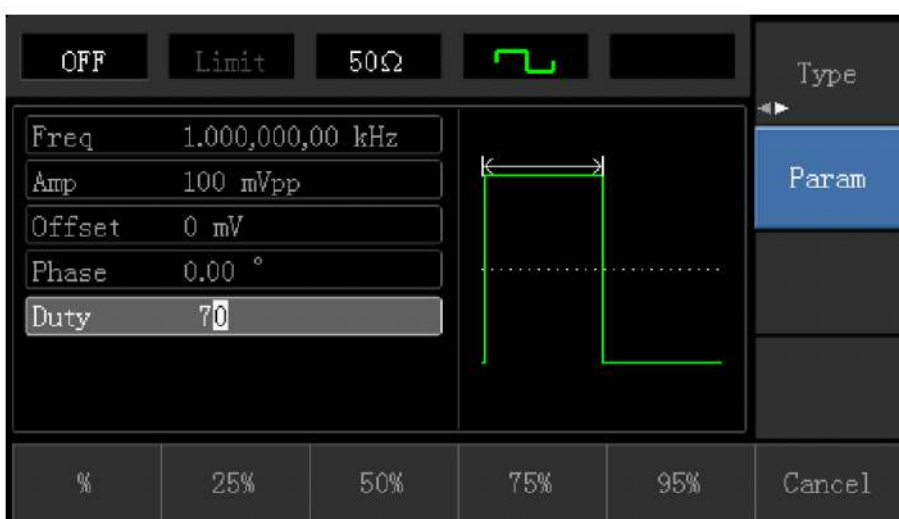 OFF Limit 50Ω Type
Freq 1.000,000,00 kHz
Amp 100 mVpp
Param
Offset 0 mV
Phase 0.00 °
Duty 70
% 25% 50% 75% 95% Cancel